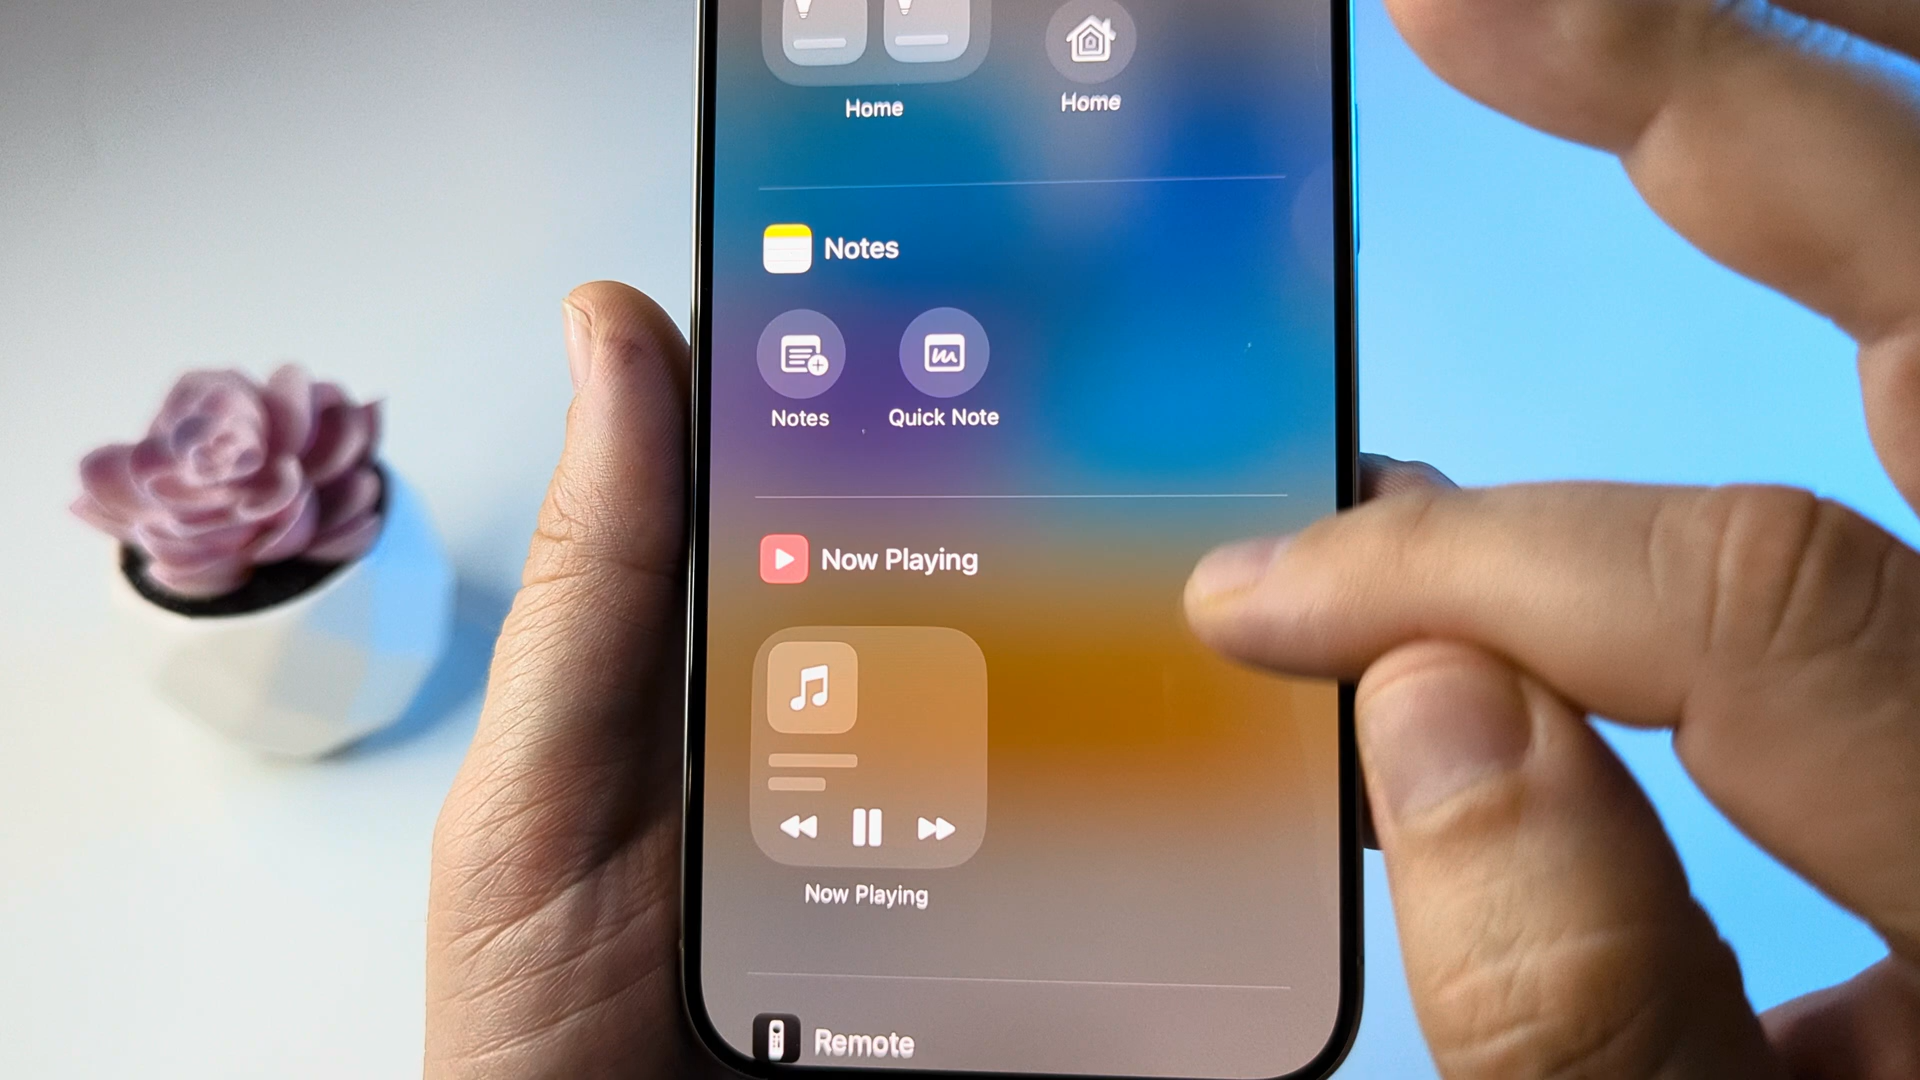 Home
Home
Notes
Notes
Quick Note
Now Playing
Now Playing
Remote